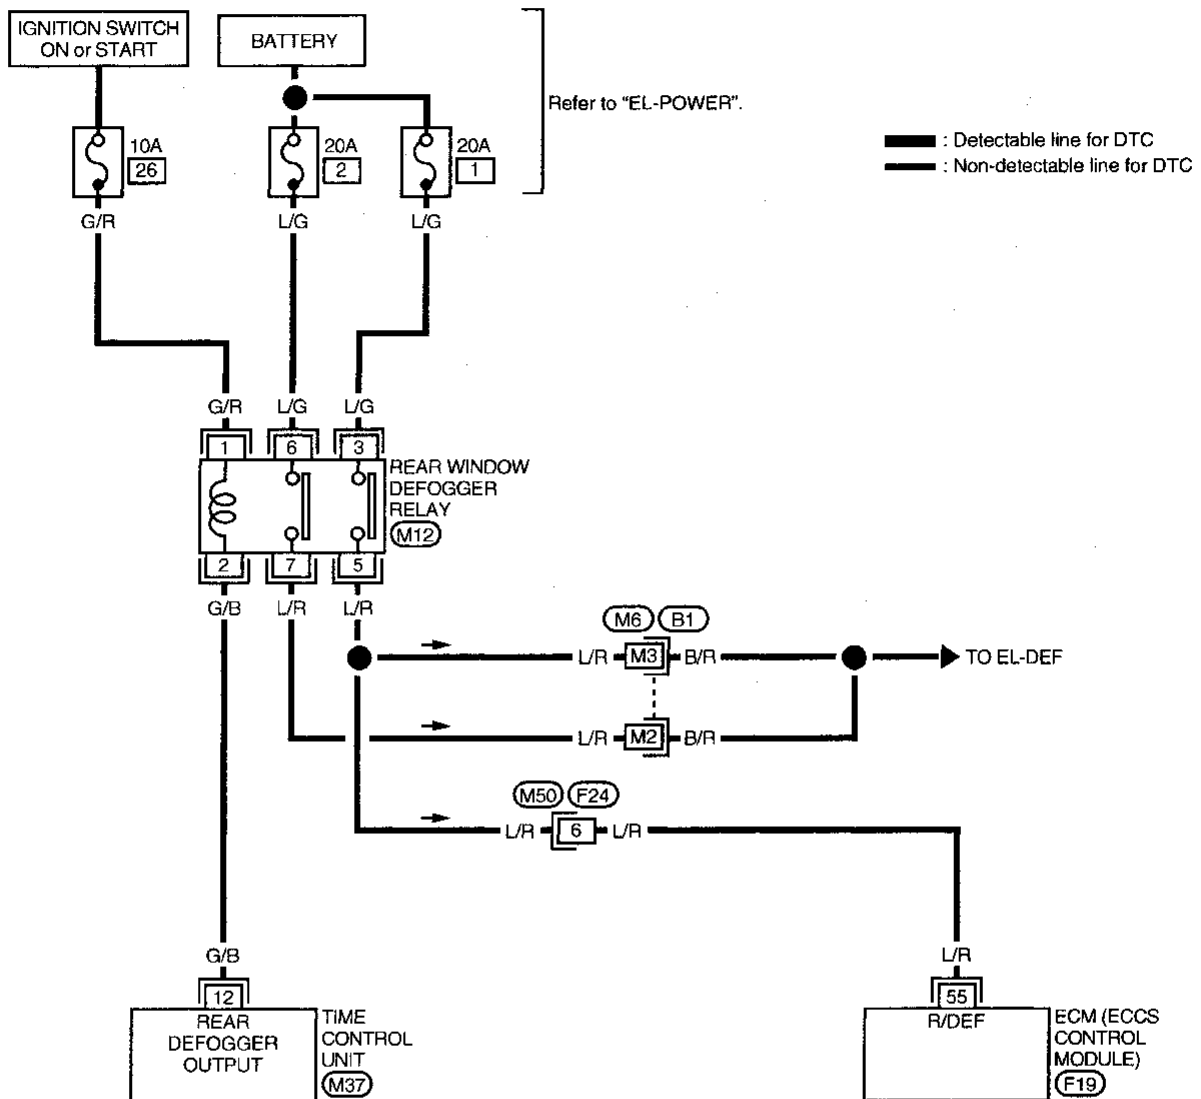 IGNITION SWITCH
ON or START
BATTERY
Refer to "EL-POWER".
: Detectable line for DTC
: Non-detectable line for DTC
10A
26
20A
2
20A
1
G/R
L/G
L/G
G/R
L/G
L/G
1
6
3
REAR WINDOW
DEFOGGER
RELAY
M12
2
7
5
G/B
L/R
L/R
M6
B1
L/R
M3
B/R
TO EL-DEF
L/R
M2
B/R
M50
F24
L/R
6
L/R
G/B
L/R
12
REAR
DEFOGGER
OUTPUT
TIME
CONTROL
UNIT
M37
55
R/DEF
ECM (ECCS
CONTROL
MODULE)
F19